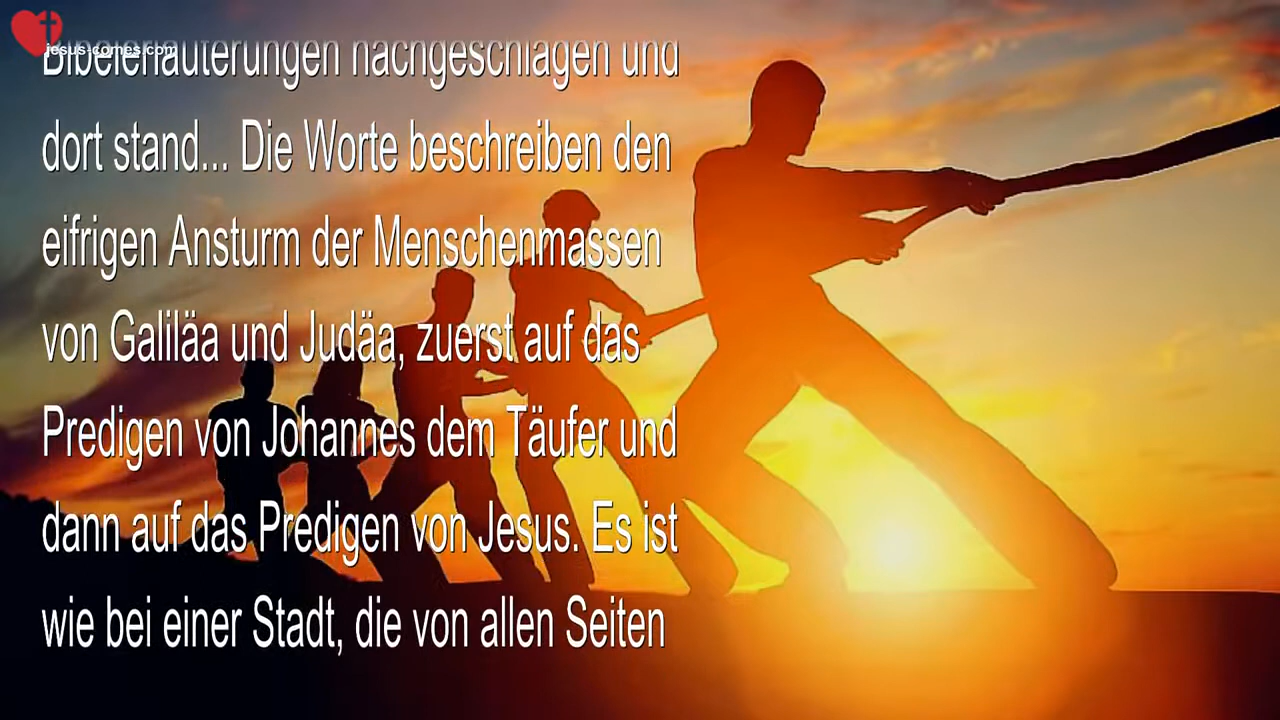 jesus-comes.com
Bibelerläuterungen nachgeschlagen und
dort stand... Die Worte beschreiben den
eifrigen Ansturm der Menschenmassen
von Galiläa und Judäa, zuerst auf das
Predigen von Johannes dem Täufer und
dann auf das Predigen von Jesus. Es ist
wie bei einer Stadt, die von allen Seiten